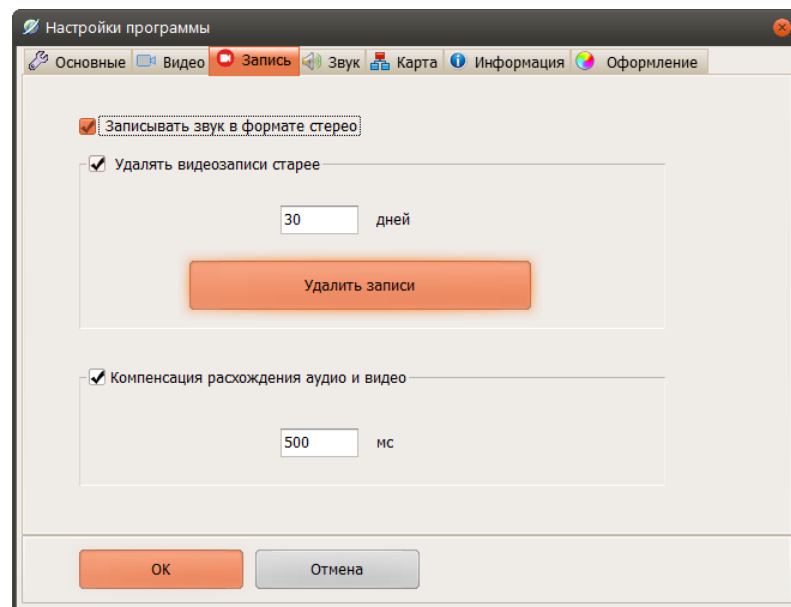 Настройки программы
Основные Видео Запись Звук Карта Информация Оформление
Записывать звук в формате стерео
Удалять видеозаписи старее
30 дней
Удалить записи
Компенсация расхождения аудио и видео
500 мс
ОК Отмена